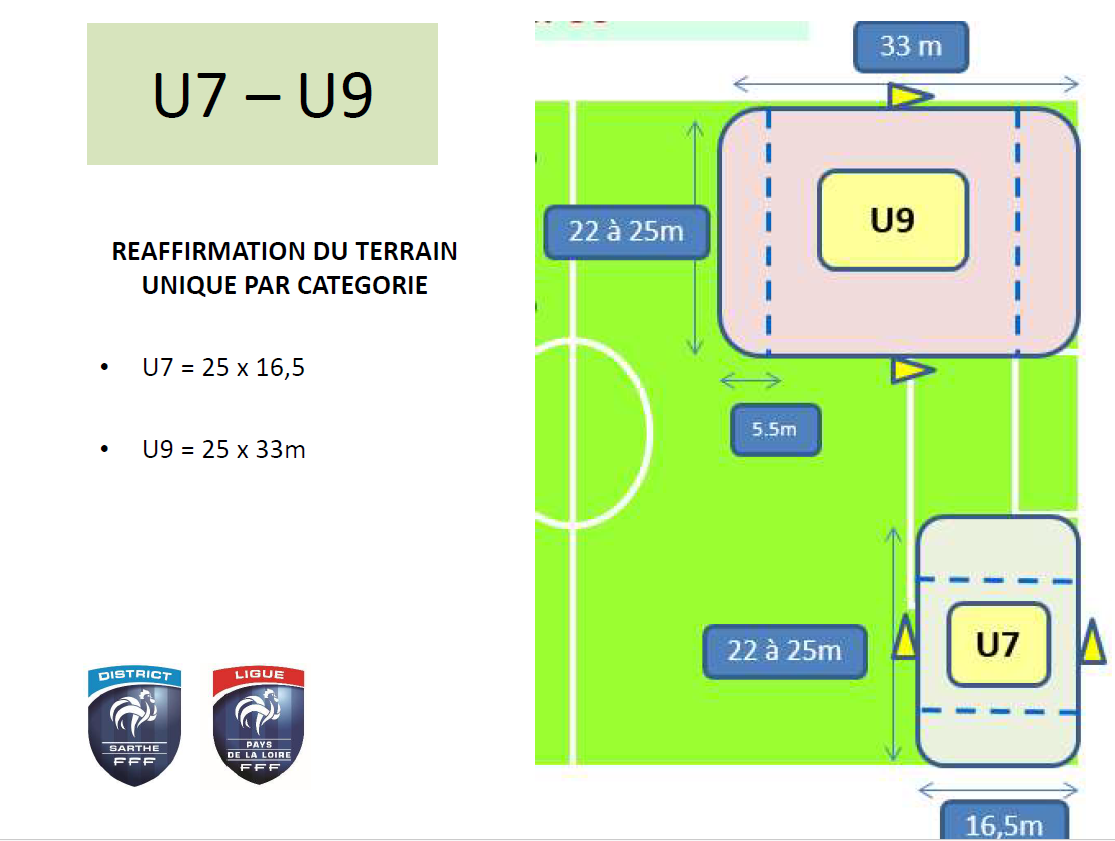 U7 – U9
REAFFIRMATION DU TERRAIN
UNIQUE PAR CATEGORIE
• U7 = 25 x 16,5
• U9 = 25 x 33m
DISTRICT
SARTHE
FFF
LIGUE
PAYS
DE LA LOIRE
FFF
33 m
U9
22 à 25m
5.5m
U7
22 à 25m
16,5m